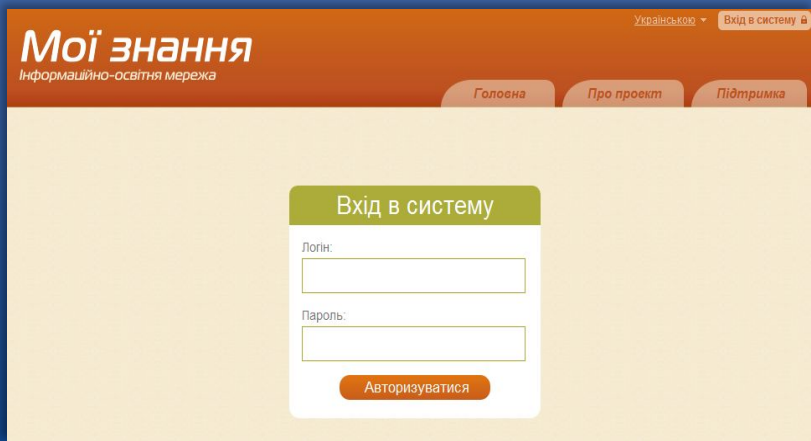 Українською
Вхід в систему
Мої знання
Інформаційно-освітня мережа
Головна
Про проект
Підтримка
Вхід в систему
Логін:
Пароль:
Авторизуватися